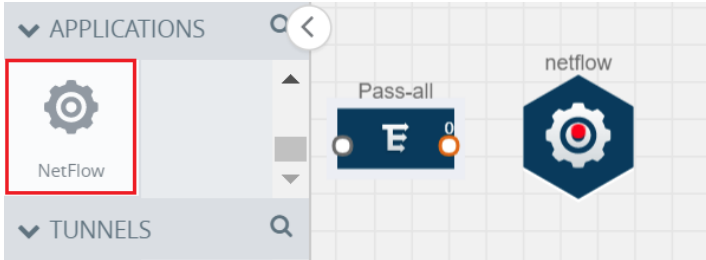 APPLICATIONS
NetFlow
TUNNELS
Pass-all
0
netflow